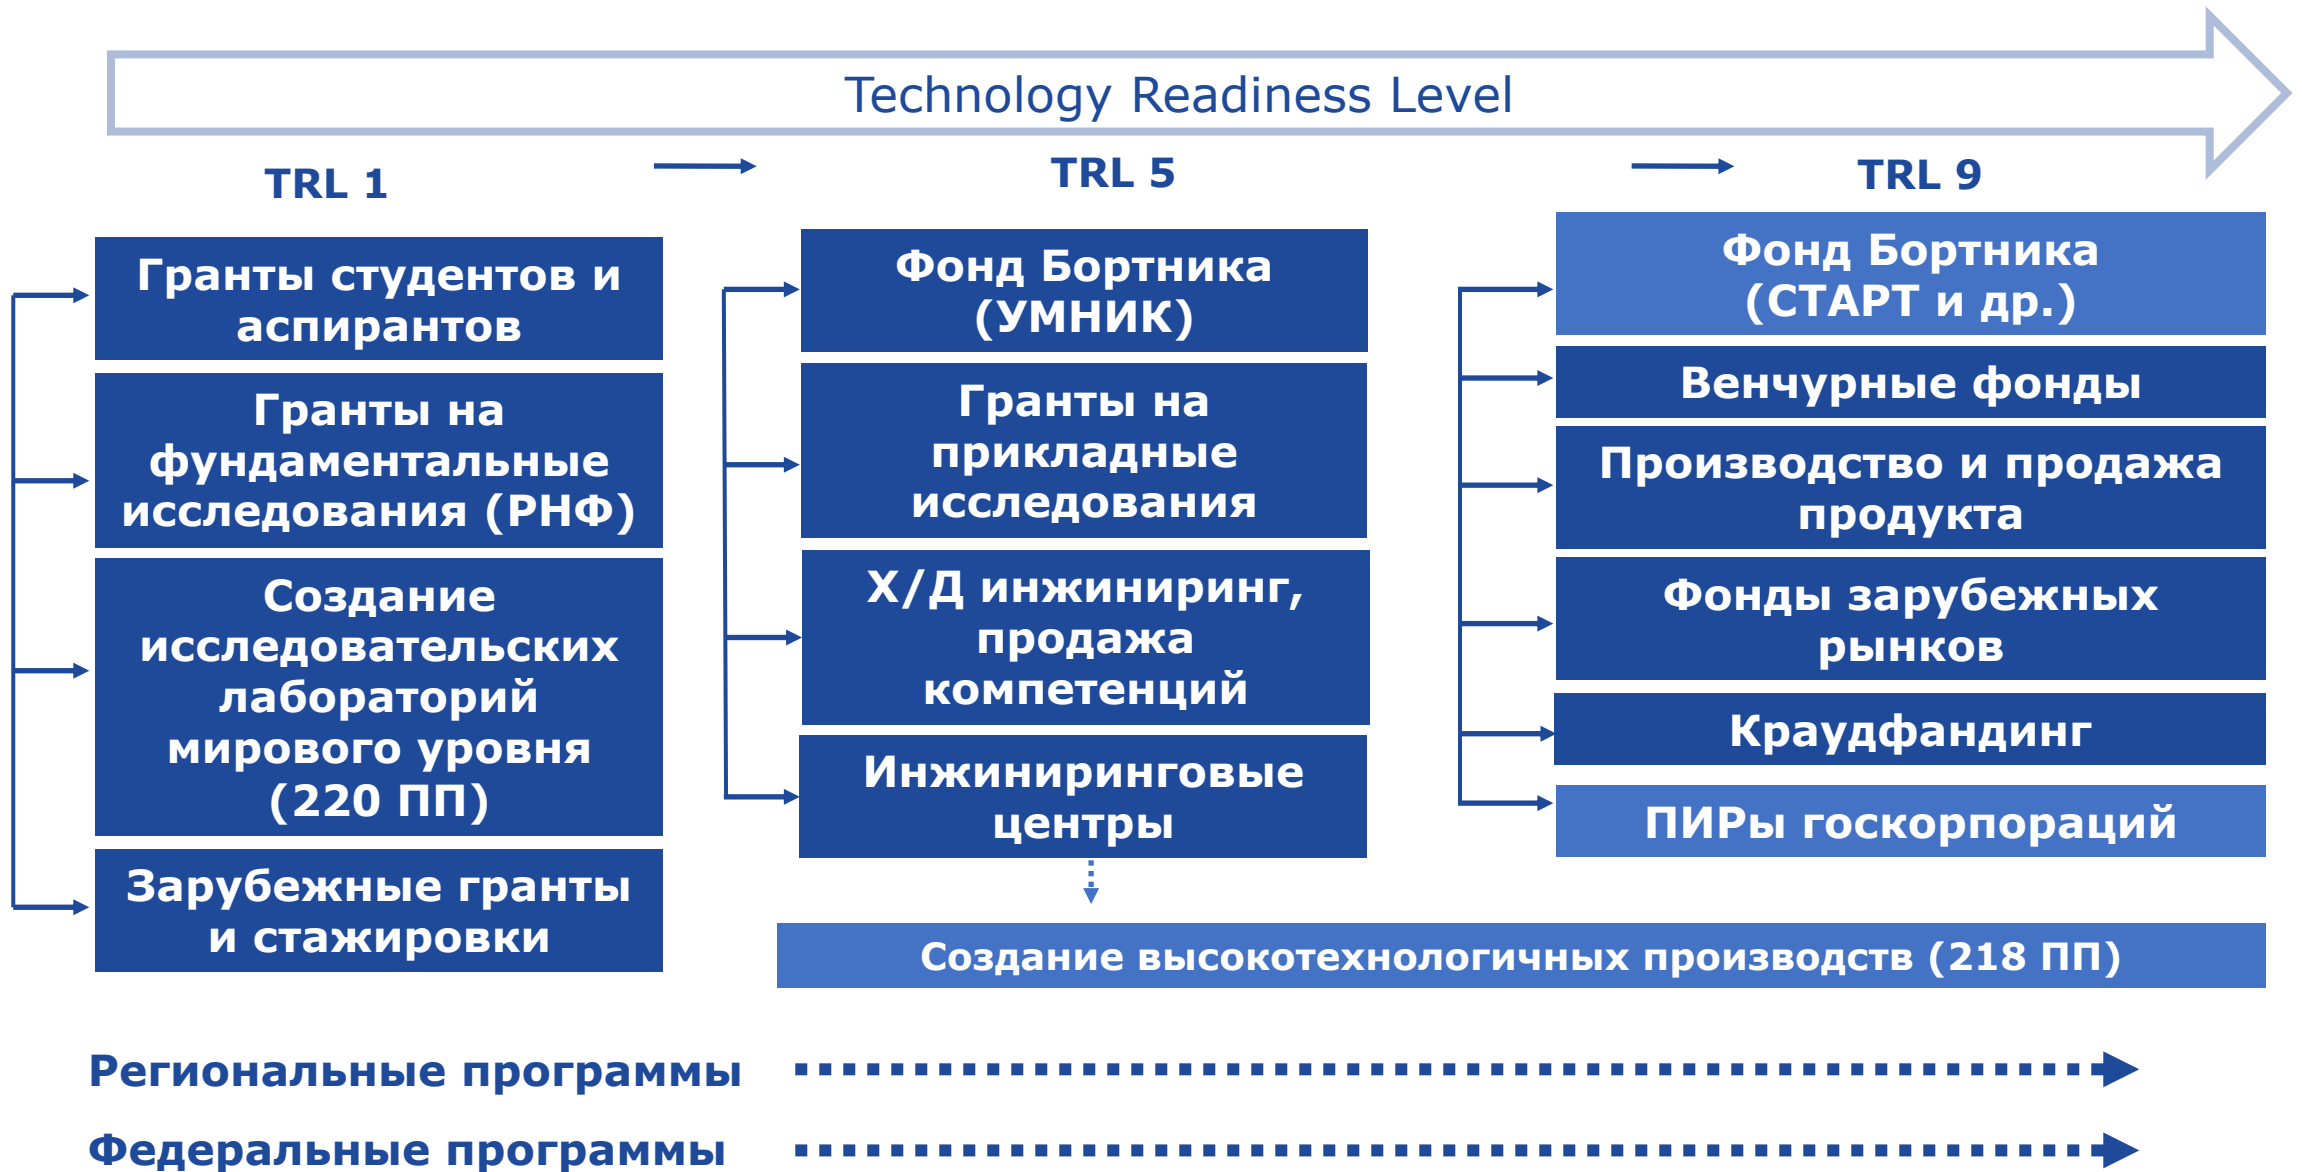 Technology Readiness Level
TRL 1
TRL 5
TRL 9
Гранты студентов и
аспирантов
Гранты на
фундаментальные
исследования (РНФ)
Создание
исследовательских
лабораторий
мирового уровня
(220 ПП)
Зарубежные гранты
и стажировки
Фонд Бортника
(УМНИК)
Гранты на
прикладные
исследования
Х/Д инжиниринг,
продажа
компетенций
Инжиниринговые
центры
Фонд Бортника
(СТАРТ и др.)
Венчурные фонды
Производство и продажа
продукта
Фонды зарубежных
рынков
Краудфандинг
ПИРы госкорпораций
Создание высокотехнологичных производств (218 ПП)
Региональные программы
Федеральные программы